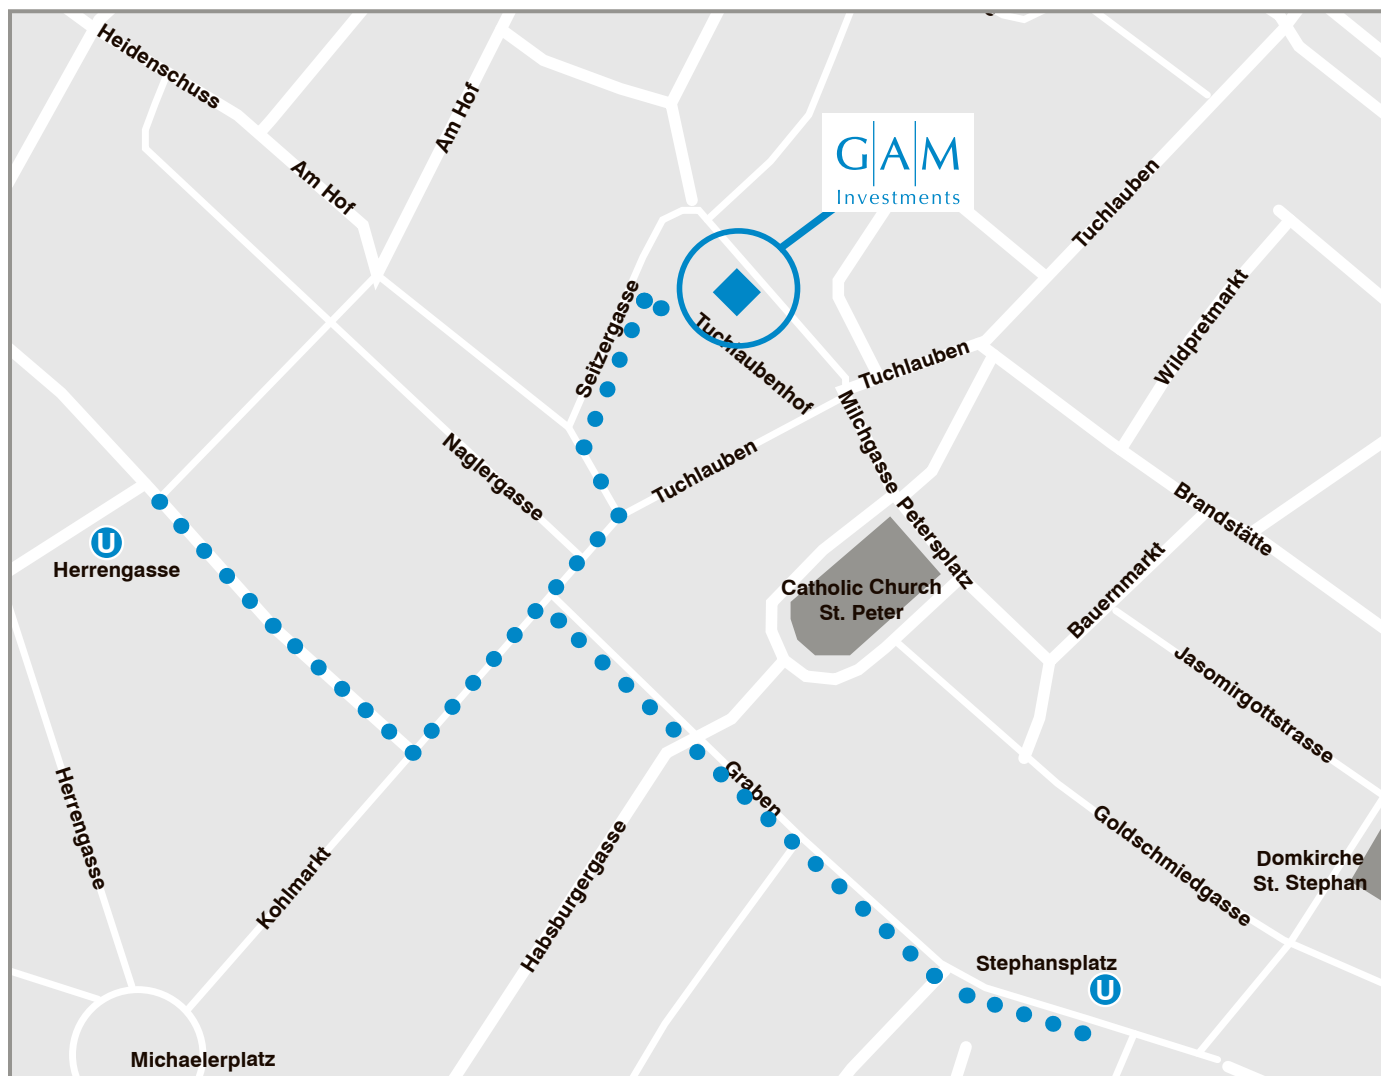 Heidenschuss
Am Hof
Am Hof
G|A|M
Investments
Tuchlauben
Seitzergasse
Tuchlaubenhof
Tuchlauben
Wildpretmarkt
Milchgasse
Naglergasse
Tuchlauben
Petersplatz
Brandstätte
U
Herrengasse
Catholic Church
St. Peter
Bauernmarkt
Jasomirgottstrasse
Herrengasse
Kohlmarkt
Graben
Habsburgergasse
Goldschmiedgasse
Domkirche
St. Stephan
Stephansplatz
U
Michaelerplatz